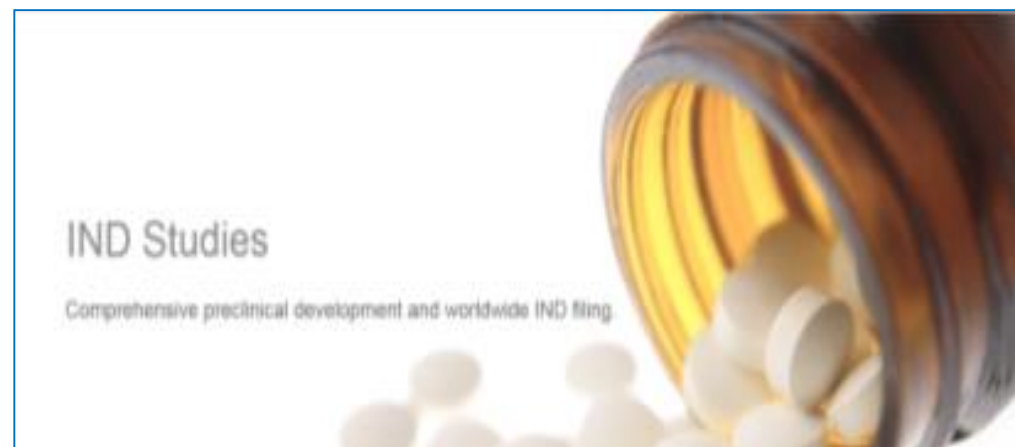 IND Studies
Comprehensive preclinical development and worldwide IND filing.